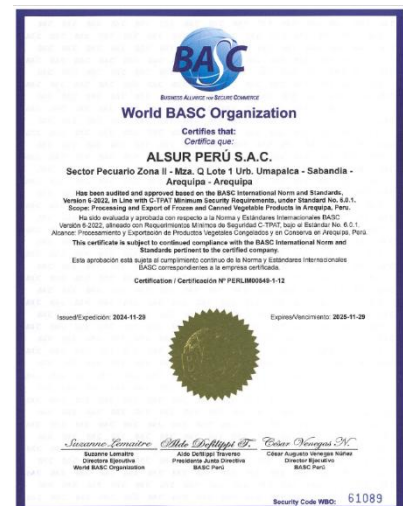 BASC
BUSINESS ALLIANCE FOR SECURE COMMERCE
World BASC Organization
Certifies that:
Certifica que:
ALSUR PERÚ S.A.C.
Sector Pecuario Zona II - Mza. Q Lote 1 Urb. Umapalca - Sabandia -
Arequipa - Arequipa
Has been audited and approved based on the BASC International Norm and Standards,
Version 6-2022, in Line with C-TPAT Minimum Security Requirements, under Standard No. 6.0.1.
Scope: Processing and Export of Frozen and Canned Vegetable Products in Arequipa, Peru.
Ha sido evaluada y aprobada con respecto a la Norma y Estándares Internacionales BASC
Versión 6-2022, alineado con Requerimientos Mínimos de Seguridad C-TPAT, bajo el Estándar No. 6.0.1.
Alcance: Procesamiento y Exportación de Productos Vegetales Congelados y en Conserva en Arequipa, Perú.
This certificate is subject to continued compliance with the BASC International Norm and
Standards pertinent to the certified company.
Esta aprobación está sujeta al cumplimiento continuo de la Norma y Estándares Internacionales
BASC correspondientes a la empresa certificada.
Certification / Certificación Nº PERLIM00549-1-12
Issued/Expedición: 2024-11-29
Expires/Vencimiento: 2025-11-29
Suzanne Lemaitre
Aldo Defilippi T.
César Venegas N.
Suzanne Lemaitre
Directora Ejecutiva
World BASC Organization
Aldo Defilippi Traverso
Presidente Junta Directiva
BASC Perú
César Augusto Venegas Núñez
Director Ejecutivo
BASC Perú
Security Code WBO: 61089